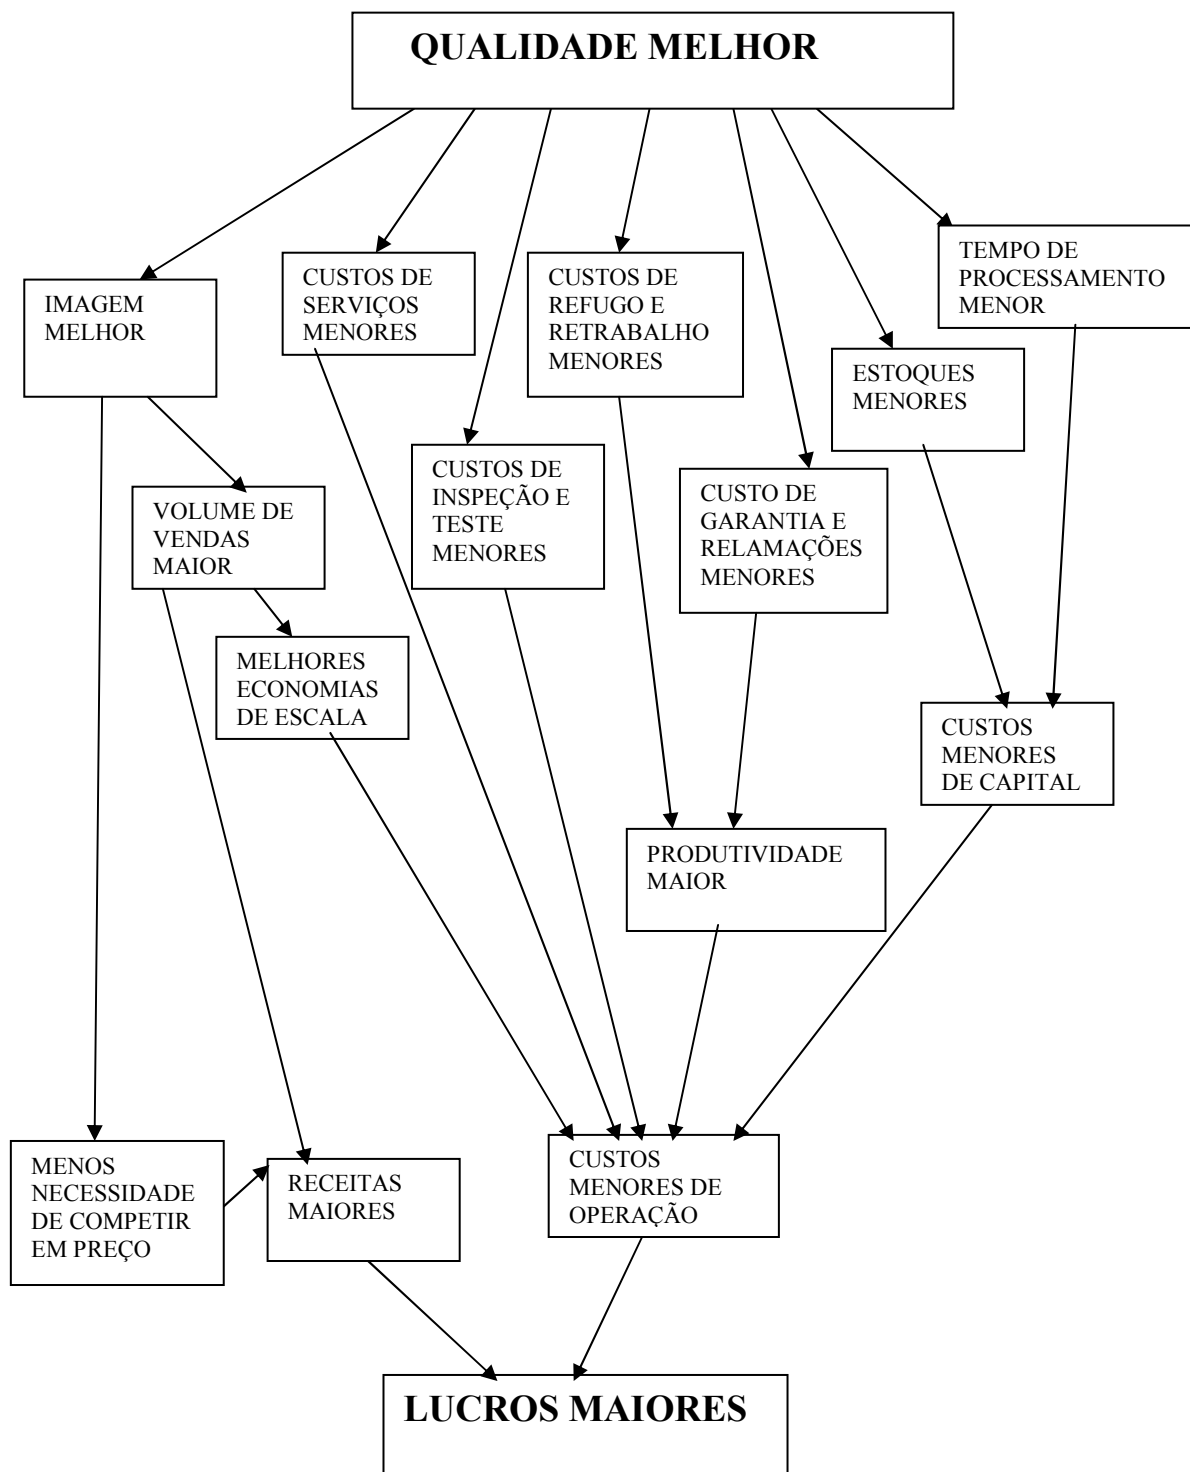 QUALIDADE MELHOR
TEMPO DE
PROCESSAMENTO
MENOR
CUSTOS DE
SERVIÇOS
MENORES
CUSTOS DE
REFUGO E
RETRABALHO
MENORES
IMAGEM
MELHOR
ESTOQUES
MENORES
CUSTOS DE
INSPEÇÃO E
TESTE
MENORES
CUSTO DE
GARANTIA E
RELAMAÇÕES
MENORES
VOLUME DE
VENDAS
MAIOR
MELHORES
ECONOMIAS
DE ESCALA
CUSTOS
MENORES
DE CAPITAL
PRODUTIVIDADE
MAIOR
MENOS
NECESSIDADE
DE COMPETIR
EM PREÇO
RECEITAS
MAIORES
CUSTOS
MENORES DE
OPERAÇÃO
LUCROS MAIORES